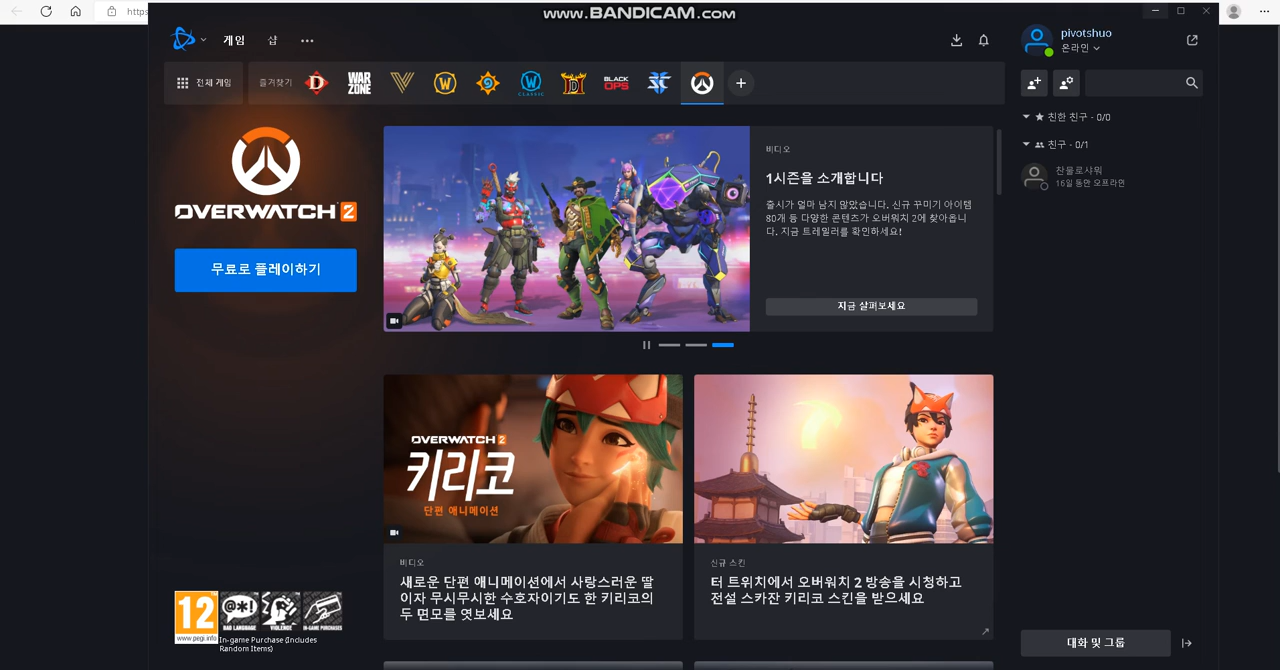 https
www.BANDICAM.com
게임
샵
pivotshuo
온라인
전체 게임
즐겨찾기
WAR ZONE
CLASSIC
BLACK OPS
친한 친구 - 0/0
친구 - 0/1
찬물로샤워
16일 동안 오프라인
OVERWATCH 2
무료로 플레이하기
비디오
1시즌을 소개합니다
출시가 얼마 남지 않았습니다. 신규 꾸미기 아이템
80개 등 다양한 콘텐츠가 오버워치 2에 찾아옵니
다. 지금 트레일러를 확인하세요!
지금 살펴보세요
OVERWATCH 2
키리코
단편 애니메이션
비디오
새로운 단편 애니메이션에서 사랑스러운 딸
이자 무시무시한 수호자이기도 한 키리코의
두 면모를 엿보세요
신규 스킨
터 트위치에서 오버워치 2 방송을 시청하고
전설 스카잔 키리코 스킨을 받으세요
12
www.pegi.info
BAD LANGUAGE
VIOLENCE
IN-GAME PURCHASES
In-game Purchase (Includes
Random Items)
대화 및 그룹